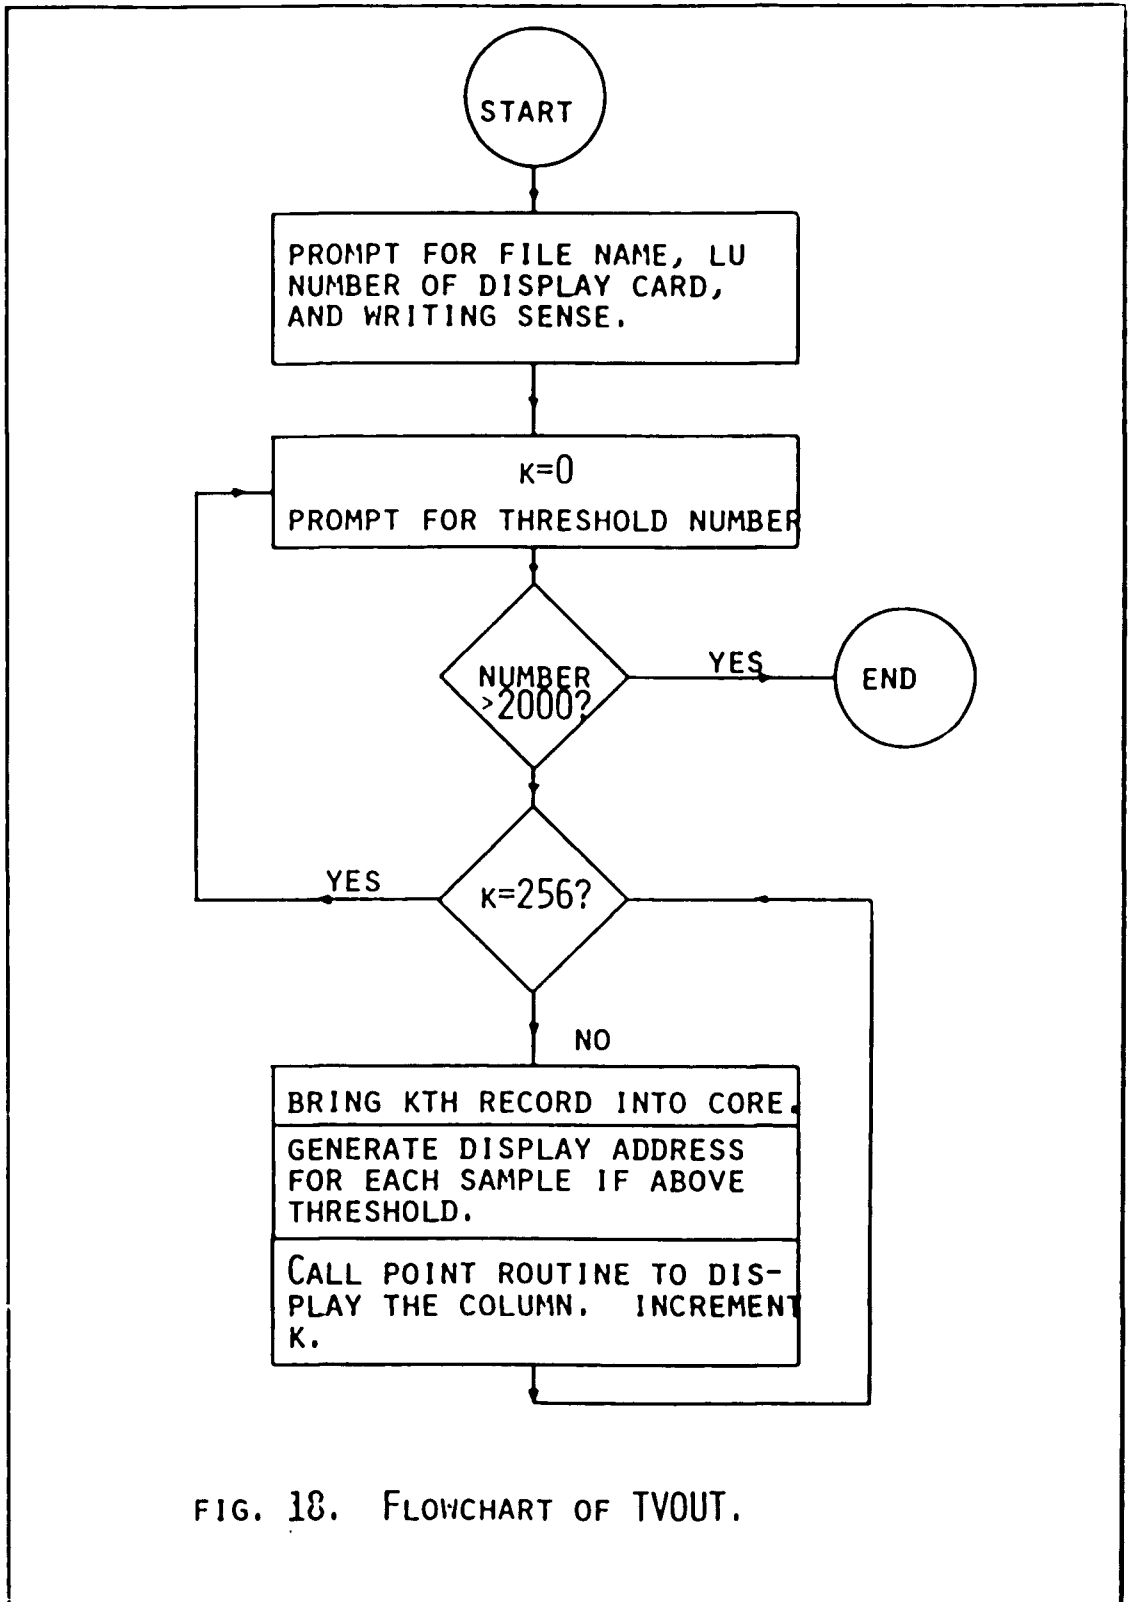 START
PROMPT FOR FILE NAME, LU
NUMBER OF DISPLAY CARD,
AND WRITING SENSE.
K=0
PROMPT FOR THRESHOLD NUMBER
NUMBER
>2000?
YES
END
K=256?
YES
NO
BRING KTH RECORD INTO CORE.
GENERATE DISPLAY ADDRESS
FOR EACH SAMPLE IF ABOVE
THRESHOLD.
CALL POINT ROUTINE TO DIS-
PLAY THE COLUMN. INCREMENT
K.
FIG. 18. FLOWCHART OF TVOUT.